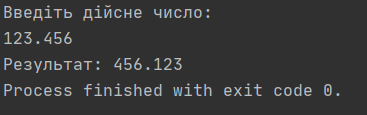 Введіть дійсне число:
123.456
Результат: 456.123
Process finished with exit code 0.